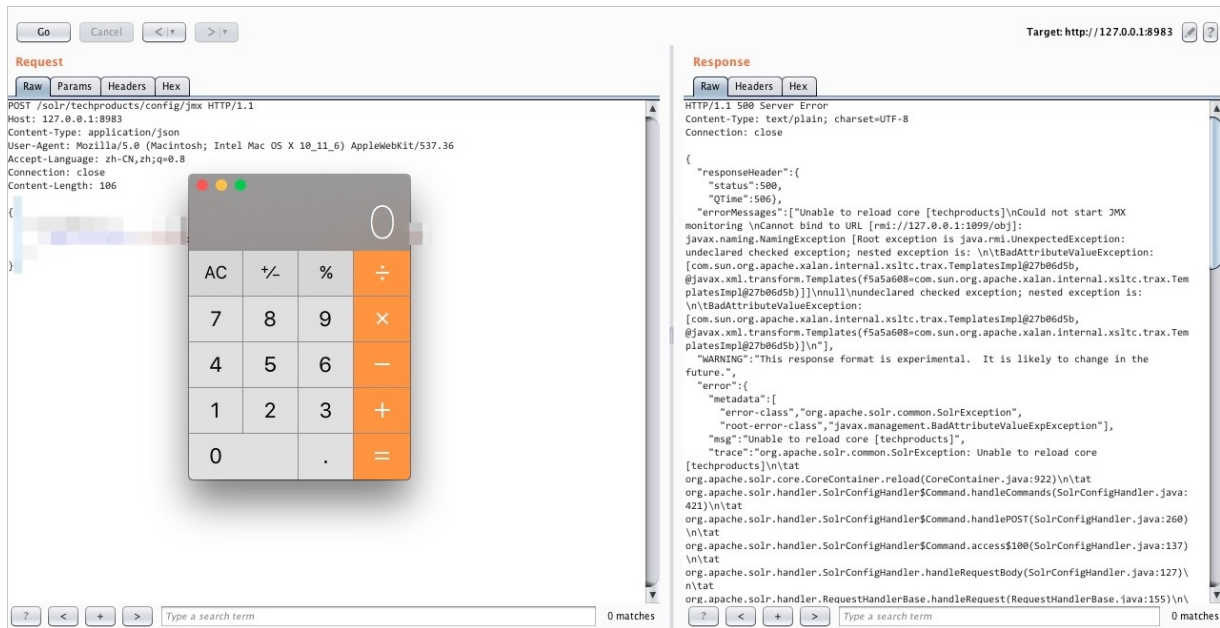 Go
Cancel
<
>
Target: http://127.0.0.1:8983
?
Request
Raw
Params
Headers
Hex
POST /solr/techproducts/config/jmx HTTP/1.1
Host: 127.0.0.1:8983
Content-Type: application/json
User-Agent: Mozilla/5.0 (Macintosh; Intel Mac OS X 10_11_6) AppleWebKit/537.36
Accept-Language: zh-CN,zh;q=0.8
Connection: close
Content-Length: 106
{
}
0
AC
+/−
%
÷
7
8
9
×
4
5
6
−
1
2
3
+
0
.
=
?
<
+
>
Type a search term
0 matches
Response
Raw
Headers
Hex
HTTP/1.1 500 Server Error
Content-Type: text/plain; charset=UTF-8
Connection: close
{
"responseHeader":{
"status":500,
"QTime":506},
"errorMessages":["Unable to reload core [techproducts]\nCould not start JMX
monitoring \nCannot bind to URL [rmi://127.0.0.1:1099/obj]:
javax.naming.NamingException [Root exception is java.rmi.UnexpectedException:
undeclared checked exception; nested exception is: \n\tBadAttributeValueException:
[com.sun.org.apache.xalan.internal.xsltc.trax.TemplatesImpl@27b06d5b,
@javax.xml.transform.Templates(f5a5a608=com.sun.org.apache.xalan.internal.xsltc.trax.Tem
platesImpl@27b06d5b)]]\nnull\nundeclared checked exception; nested exception is:
\n\tBadAttributeValueException:
[com.sun.org.apache.xalan.internal.xsltc.trax.TemplatesImpl@27b06d5b,
@javax.xml.transform.Templates(f5a5a608=com.sun.org.apache.xalan.internal.xsltc.trax.Tem
platesImpl@27b06d5b)]\n"],
"WARNING":"This response format is experimental.  It is likely to change in the
future.",
"error":{
"metadata":[
"error-class","org.apache.solr.common.SolrException",
"root-error-class","javax.management.BadAttributeValueExpException"],
"msg":"Unable to reload core [techproducts]",
"trace":"org.apache.solr.common.SolrException: Unable to reload core
[techproducts]\n\tat
org.apache.solr.core.CoreContainer.reload(CoreContainer.java:922)\n\tat
org.apache.solr.handler.SolrConfigHandler$Command.handleCommands(SolrConfigHandler.java:
421)\n\tat
org.apache.solr.handler.SolrConfigHandler$Command.handlePOST(SolrConfigHandler.java:260)
\n\tat
org.apache.solr.handler.SolrConfigHandler$Command.access$100(SolrConfigHandler.java:137)
\n\tat
org.apache.solr.handler.SolrConfigHandler.handleRequestBody(SolrConfigHandler.java:127)\
n\tat
org.apache.solr.handler.RequestHandlerBase.handleRequest(RequestHandlerBase.java:155)\n\
?
<
+
>
Type a search term
0 matches